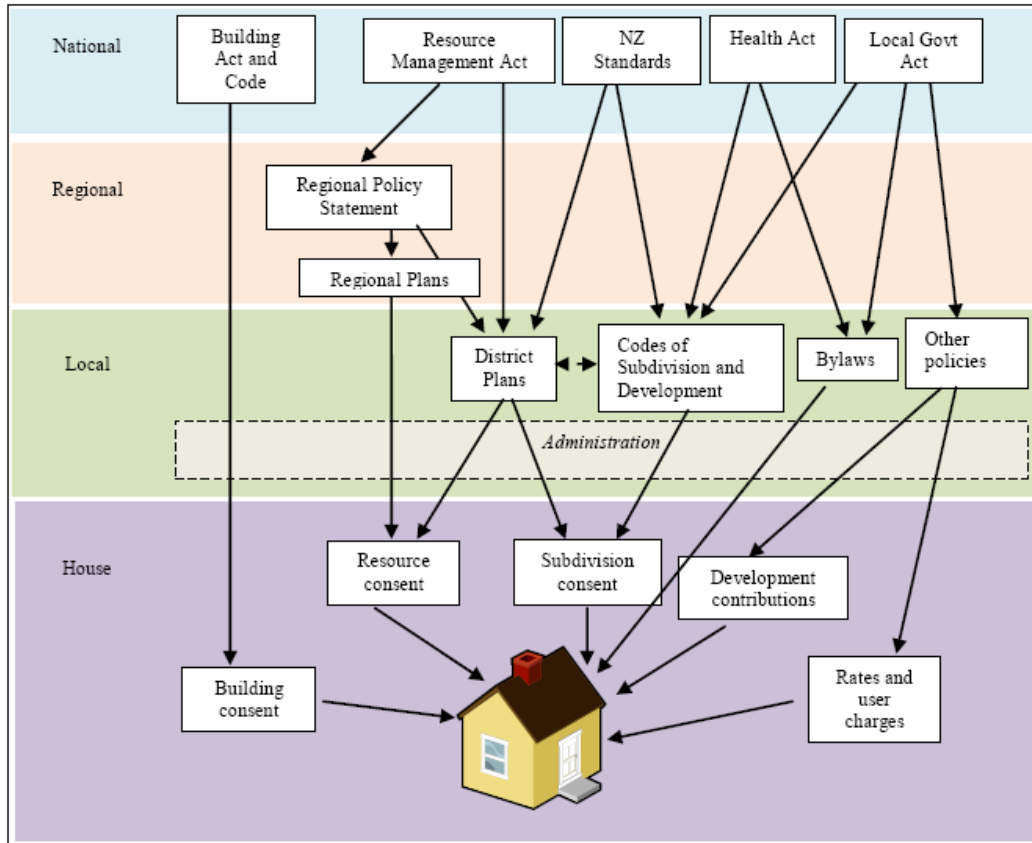 National
Building
Act and
Code
Resource
Management Act
NZ
Standards
Health Act
Local Govt
Act
Regional
Regional Policy
Statement
Regional Plans
Local
District
Plans
Codes of
Subdivision and
Development
Bylaws
Other
policies
Administration
House
Resource
consent
Subdivision
consent
Development
contributions
Building
consent
Rates and
user
charges